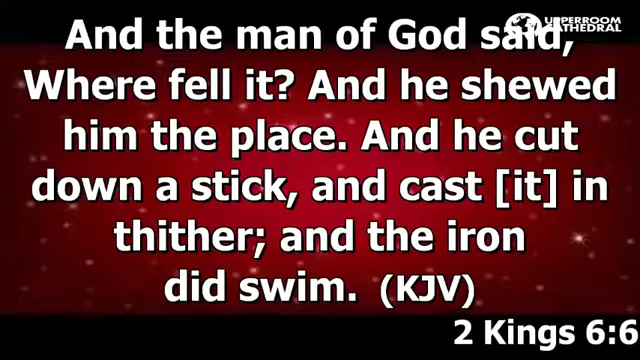 UPPERROOM
CATHEDRAL
And the man of God said,
Where fell it? And he shewed
him the place. And he cut
down a stick, and cast [it] in
thither; and the iron
did swim. (KJV)
2 Kings 6:6